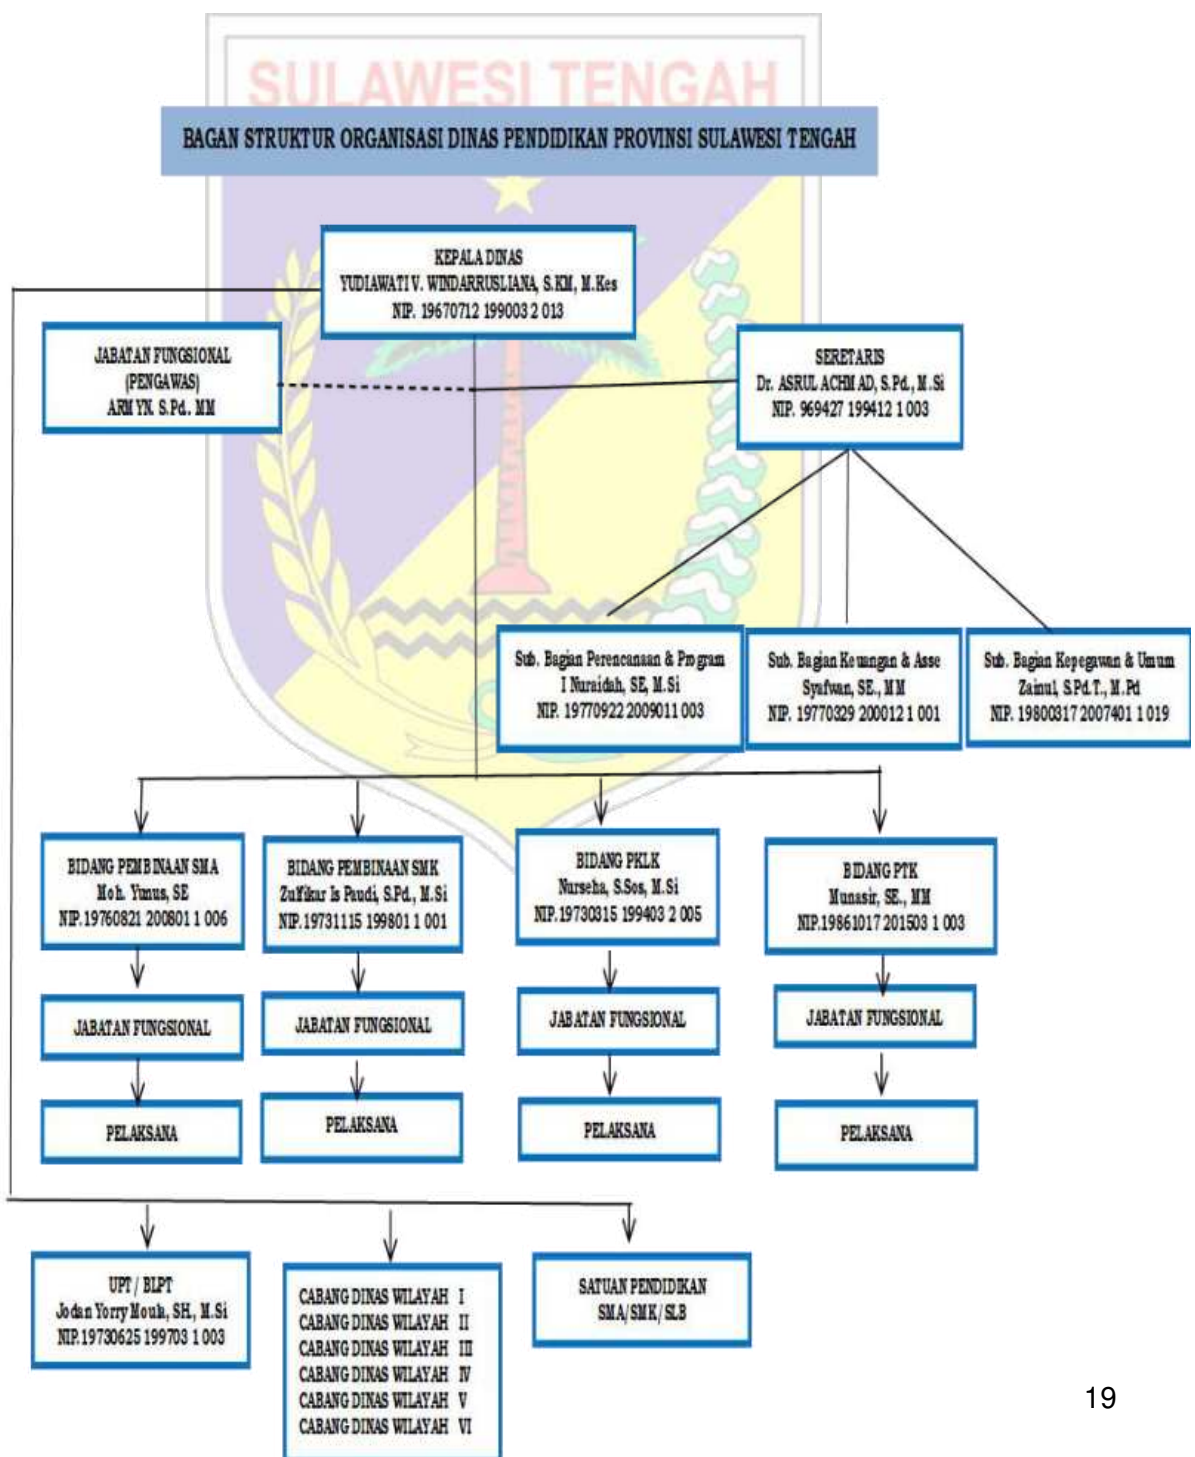 SULAWESI TENGAH
BAGAN STRUKTUR ORGANISASI DINAS PENDIDIKAN PROVINSI SULAWESI TENGAH
KEPALA DINAS
YUDIAWATI V. WINDARRUSLIANA, S.KM, M.Kes
NIP. 19670712 199003 2 013
JABATAN FUNGSIONAL
(PENGAWAS)
ARMYN. S.Pd. MM
SERETARIS
Dr. ASRUL ACHMAD, S.Pd., M.Si
NIP. 969427 199412 1 003
Sub. Bagian Perencanaan & Program
I Nuraidah, SE, M.Si
NIP. 19770922 2009011 003
Sub. Bagian Keuangan & Asse
Syafwan, SE., MM
NIP. 19770329 200012 1 001
Sub. Bagian Kepegawan & Umum
Zainul, S.Pd.T., M.Pd
NIP. 19800317 2007401 1 019
BIDANG PEMBINAAN SMA
Moh. Yunus, SE
NIP.19760821 200801 1 006
BIDANG PEMBINAAN SMK
Zulfikar Is Paudi, S.Pd., M.Si
NIP.19731115 199801 1 001
BIDANG PKLK
Nurseha, S.Sos, M.Si
NIP.19730315 199403 2 005
BIDANG PTK
Munasir, SE., MM
NIP.19861017 201503 1 003
JABATAN FUNGSIONAL
JABATAN FUNGSIONAL
JABATAN FUNGSIONAL
JABATAN FUNGSIONAL
PELAKSANA
PELAKSANA
PELAKSANA
PELAKSANA
UPT / BLPT
Jodan Yorry Moula, SH., M.Si
NIP.19730625 199703 1 003
CABANG DINAS WILAYAH I
CABANG DINAS WILAYAH II
CABANG DINAS WILAYAH III
CABANG DINAS WILAYAH IV
CABANG DINAS WILAYAH V
CABANG DINAS WILAYAH VI
SATUAN PENDIDIKAN
SMA/SMK/SLB
19